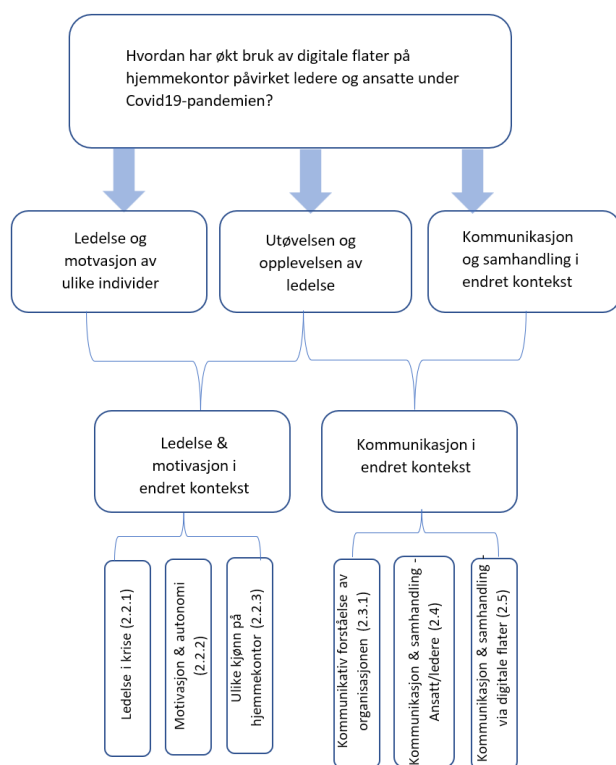 Hvordan har økt bruk av digitale flater på
hjemmekontor påvirket ledere og ansatte under
Covid19-pandemien?
Ledelse og
motvasjon av
ulike individer
Utøvelsen og
opplevelsen av
ledelse
Kommunikasjon
og samhandling i
endret kontekst
Ledelse &
motivasjon i
endret kontekst
Kommunikasjon i
endret kontekst
Ledelse i krise (2.2.1)
Motivasjon & autonomi
(2.2.2)
Ulike kjønn på
hjemmekontor (2.2.3)
Kommunikativ forståelse av
organisasjonen (2.3.1)
Kommunikasjon & samhandling -
Ansatt/ledere (2.4)
Kommunikasjon & samhandling -
via digitale flater (2.5)